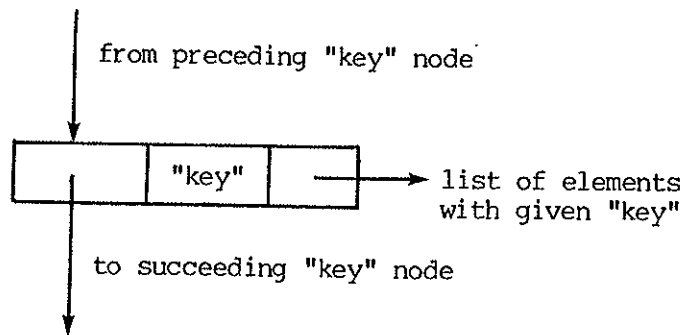 from preceding "key" node
"key"
list of elements
with given "key"
to succeeding "key" node